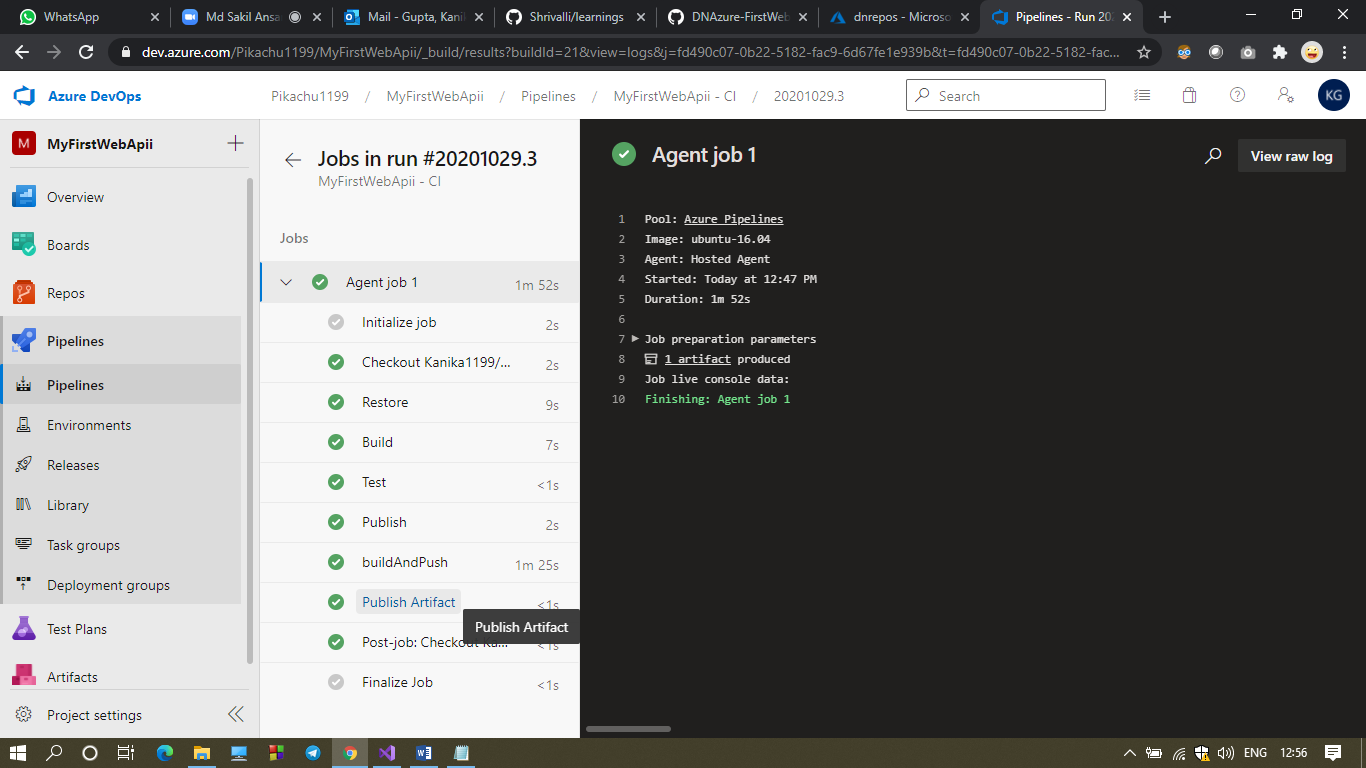 WhatsApp
Md Sakil Ansa
Mail - Gupta, Kani
Shrivalli/learnings
DNAzure-FirstWeb
dnrepos - Microso
Pipelines - Run 202
dev.azure.com/Pikachu1199/MyFirstWebApii/_build/results?buildId=21&view=logs&j=fd490c07-0b22-5182-fac9-6d67fe1e939b&t=fd490c07-0b22-5182-fac...
Azure DevOps
Pikachu1199 / MyFirstWebApii / Pipelines / MyFirstWebApii - CI / 20201029.3
Search
KG
M MyFirstWebApii
Overview
Boards
Repos
Pipelines
Pipelines
Environments
Releases
Library
Task groups
Deployment groups
Test Plans
Artifacts
Project settings
Jobs in run #20201029.3
MyFirstWebApii - CI
Jobs
Agent job 1 1m 52s
Initialize job 2s
Checkout Kanika1199/... 2s
Restore 9s
Build 7s
Test <1s
Publish 2s
buildAndPush 1m 25s
Publish Artifact <1s
Publish Artifact
Post-job: Checkout Ka... <1s
Finalize Job <1s
Agent job 1
View raw log
1 Pool: Azure Pipelines
2 Image: ubuntu-16.04
3 Agent: Hosted Agent
4 Started: Today at 12:47 PM
5 Duration: 1m 52s
6
7 Job preparation parameters
8 1 artifact produced
9 Job live console data:
10 Finishing: Agent job 1
ENG 12:56